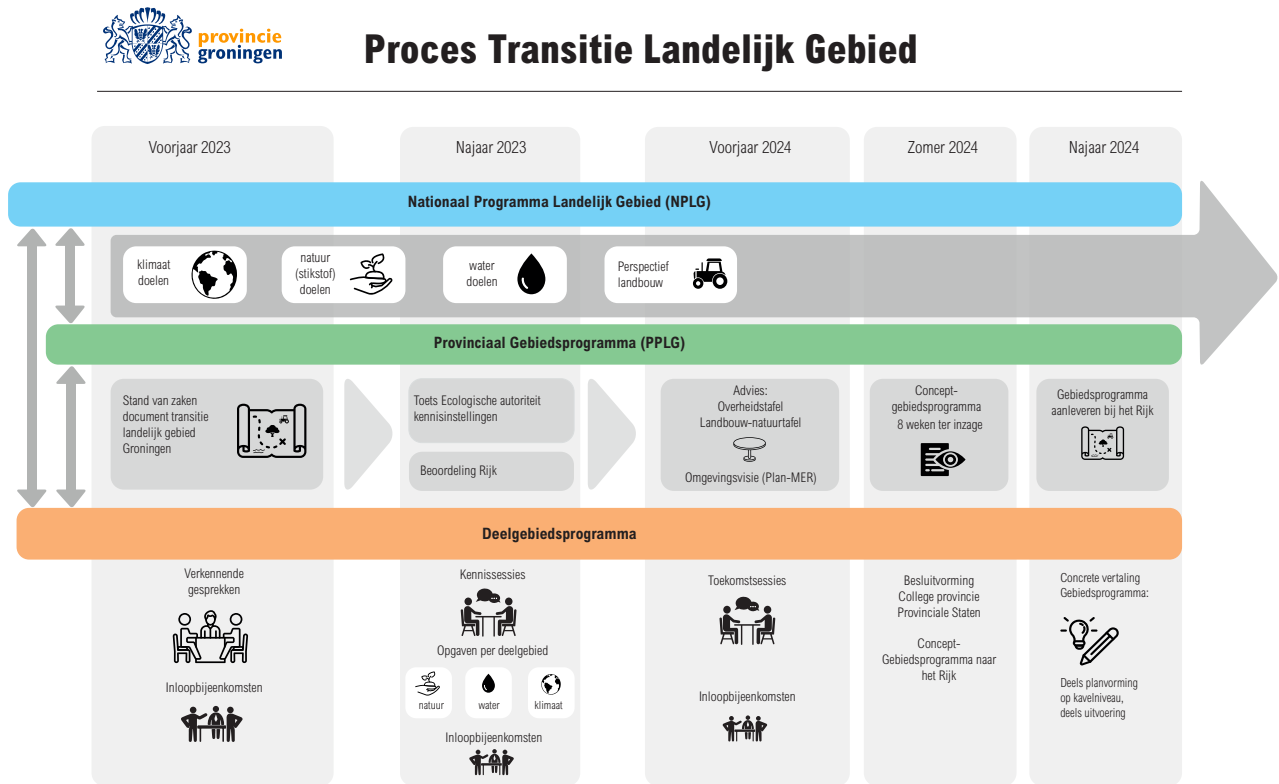 provincie
groningen
Proces Transitie Landelijk Gebied
Voorjaar 2023
Najaar 2023
Voorjaar 2024
Zomer 2024
Najaar 2024
Nationaal Programma Landelijk Gebied (NPLG)
klimaat
doelen
natuur
(stikstof)
doelen
water
doelen
Perspectief
landbouw
Provinciaal Gebiedsprogramma (PPLG)
Stand van zaken
document transitie
landelijk gebied
Groningen
Toets Ecologische autoriteit
kennisinstellingen
Beoordeling Rijk
Advies:
Overheidstafel
Landbouw-natuurtafel
Omgevingsvisie (Plan-MER)
Concept-
gebiedsprogramma
8 weken ter inzage
Gebiedsprogramma
aanleveren bij het Rijk
Deelgebiedsprogramma
Verkennende
gesprekken
Inloopbijeenkomsten
Kennissessies
Opgaven per deelgebied
natuur
water
klimaat
Inloopbijeenkomsten
Toekomstsessies
Inloopbijeenkomsten
Besluitvorming
College provincie
Provinciale Staten
Concept-
Gebiedsprogramma naar
het Rijk
Concrete vertaling
Gebiedsprogramma:
Deels planvorming
op kavelniveau,
deels uitvoering